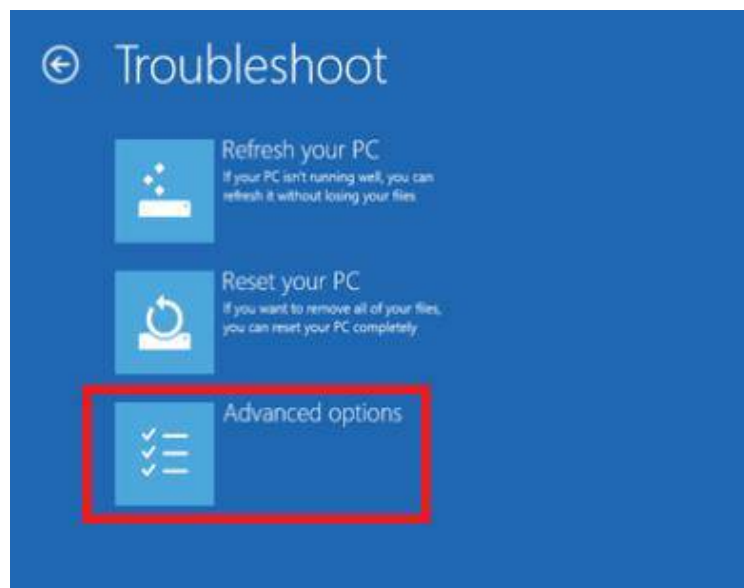 Troubleshoot
Refresh your PC
If your PC isn't running well, you can
refresh it without losing your files
Reset your PC
If you want to remove all of your files,
you can reset your PC completely
Advanced options